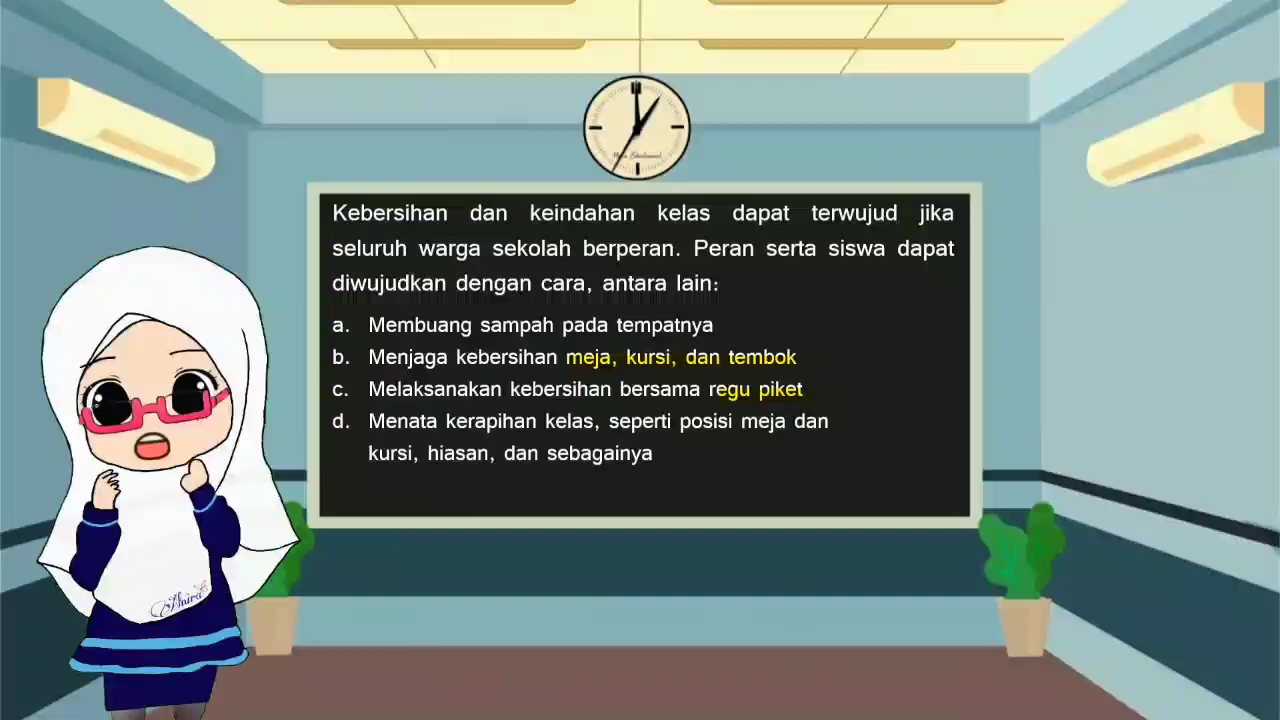 Kebersihan dan keindahan kelas dapat terwujud jika
seluruh warga sekolah berperan. Peran serta siswa dapat
diwujudkan dengan cara, antara lain:
a. Membuang sampah pada tempatnya
b. Menjaga kebersihan meja, kursi, dan tembok
c. Melaksanakan kebersihan bersama regu piket
d. Menata kerapihan kelas, seperti posisi meja dan
kursi, hiasan, dan sebagainya